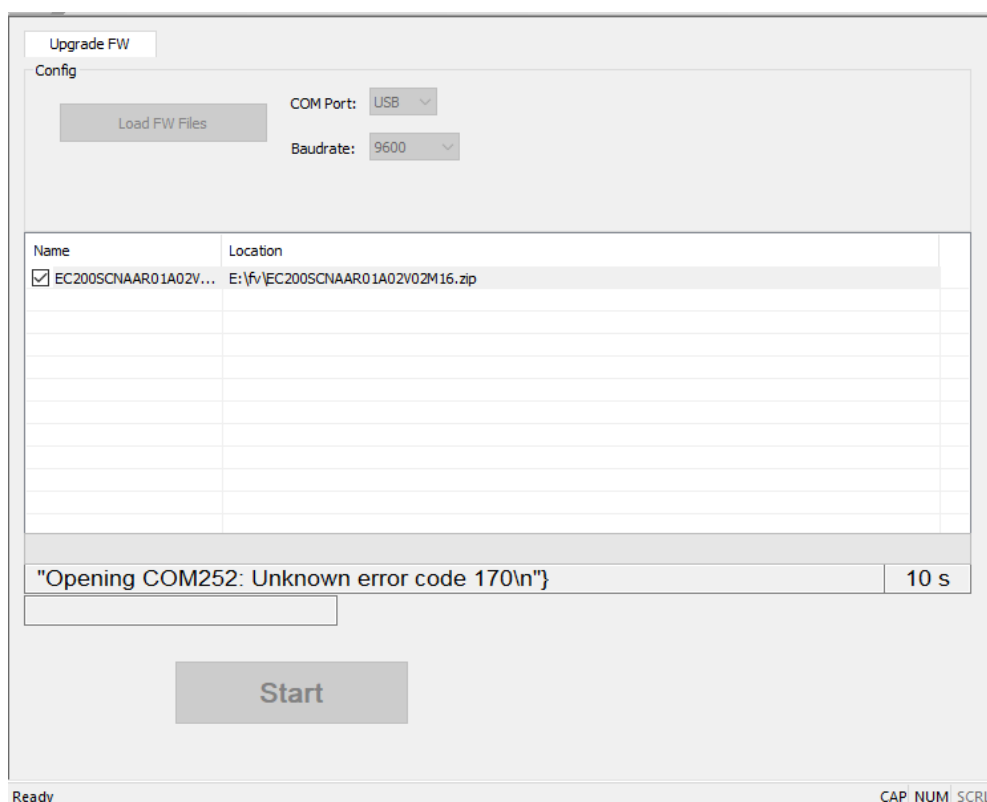 Upgrade FW
Config
Load FW Files
COM Port: USB
Baudrate: 9600
Name Location
EC200SCNAAR01A02V... E:\fv\EC200SCNAAR01A02V02M16.zip
"Opening COM252: Unknown error code 170\n"} 10 s
Start
Ready CAP NUM SCRL